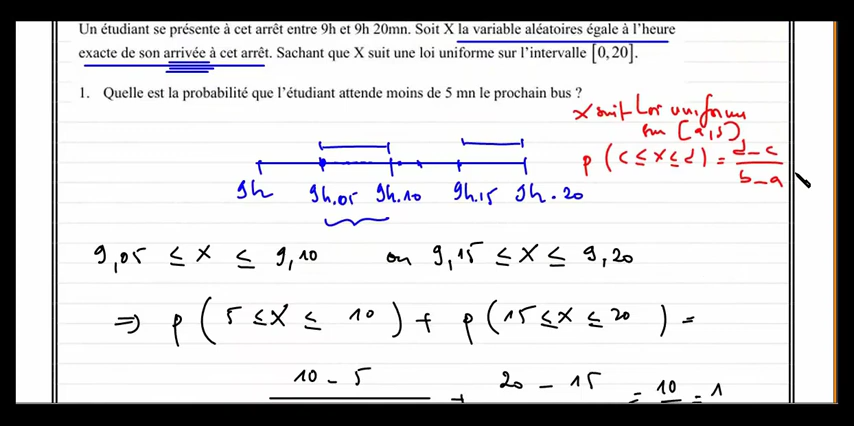 Un étudiant se présente à cet arrêt entre 9h et 9h 20mn. Soit X la variable aléatoires égale à l'heure
exacte de son arrivée à cet arrêt. Sachant que X suit une loi uniforme sur l'intervalle [0,20].
1. Quelle est la probabilité que l'étudiant attende moins de 5 mn le prochain bus ?
X suit Loi uniforme
sur [a,b]
P(c≤X≤d) = d-c / b-a
9h 9h.05 9h.10 9h.15 9h.20
9,05 ≤ X ≤ 9,10 ou 9,15 ≤ X ≤ 9,20
⇒ P(5 ≤ X ≤ 10) + P(15 ≤ X ≤ 20) =
10 - 5 + 20 - 15 = 10 = 1